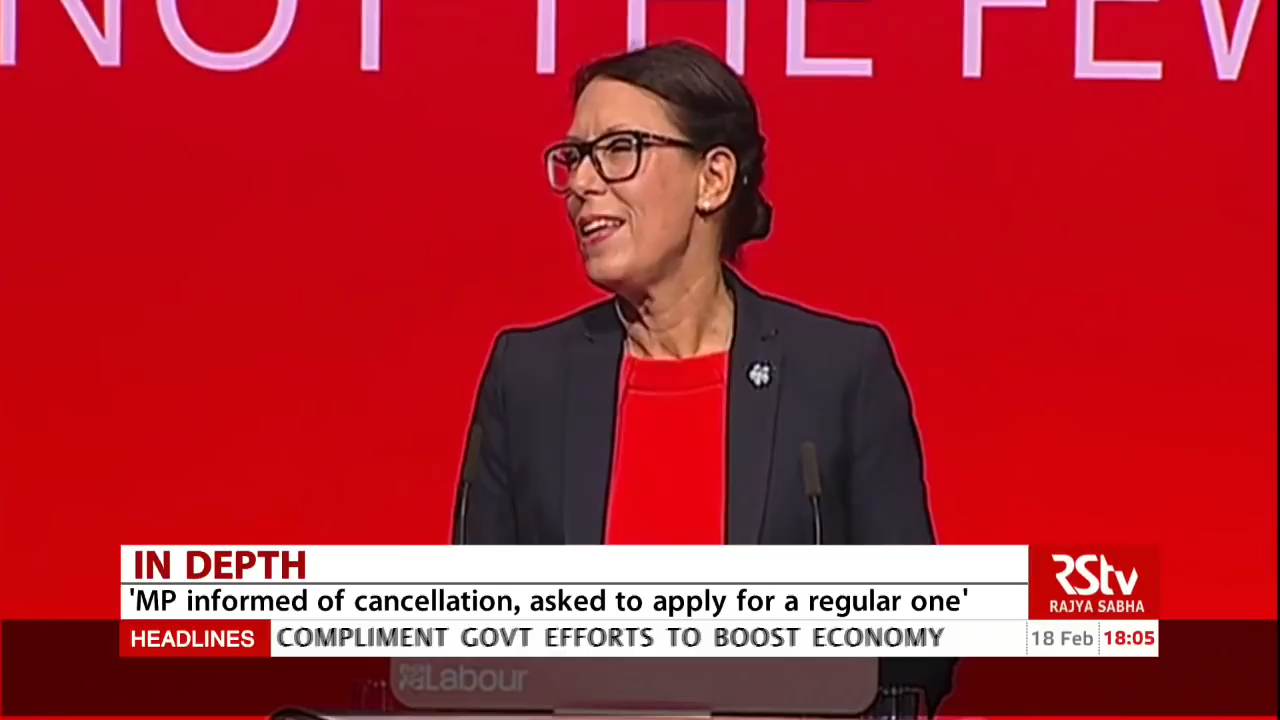 NOT THE FEW
IN DEPTH
'MP informed of cancellation, asked to apply for a regular one'
HEADLINES COMPLIMENT GOVT EFFORTS TO BOOST ECONOMY
RStv
RAJYA SABHA
18 Feb 18:05
Labour